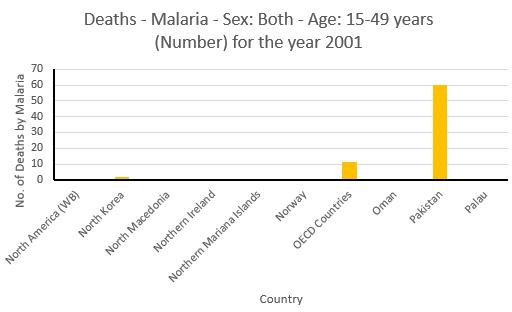 Deaths - Malaria - Sex: Both - Age: 15-49 years
(Number) for the year 2001
No. of Deaths by Malaria
70
60
50
40
30
20
10
0
North America (WB)
North Korea
North Macedonia
Northern Ireland
Northern Mariana Islands
Norway
OECD Countries
Oman
Pakistan
Palau
Country